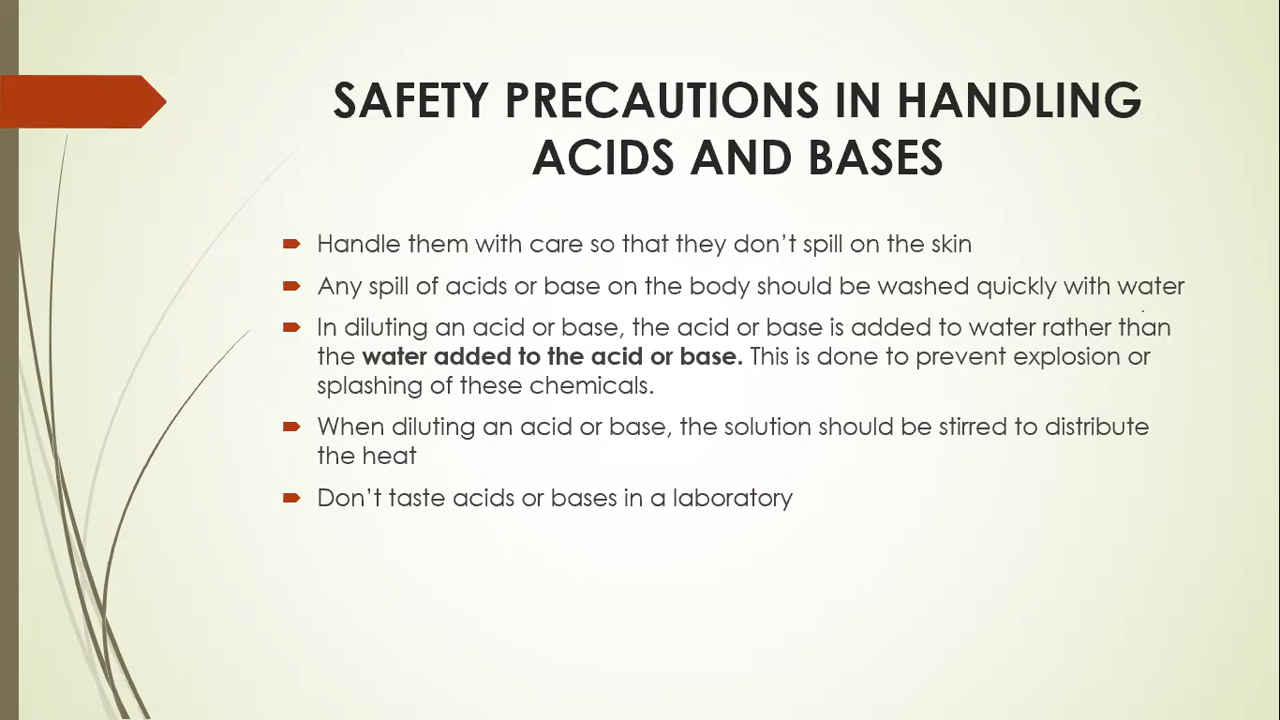 SAFETY PRECAUTIONS IN HANDLING
ACIDS AND BASES
Handle them with care so that they don’t spill on the skin
Any spill of acids or base on the body should be washed quickly with water
In diluting an acid or base, the acid or base is added to water rather than
the water added to the acid or base. This is done to prevent explosion or
splashing of these chemicals.
When diluting an acid or base, the solution should be stirred to distribute
the heat
Don’t taste acids or bases in a laboratory